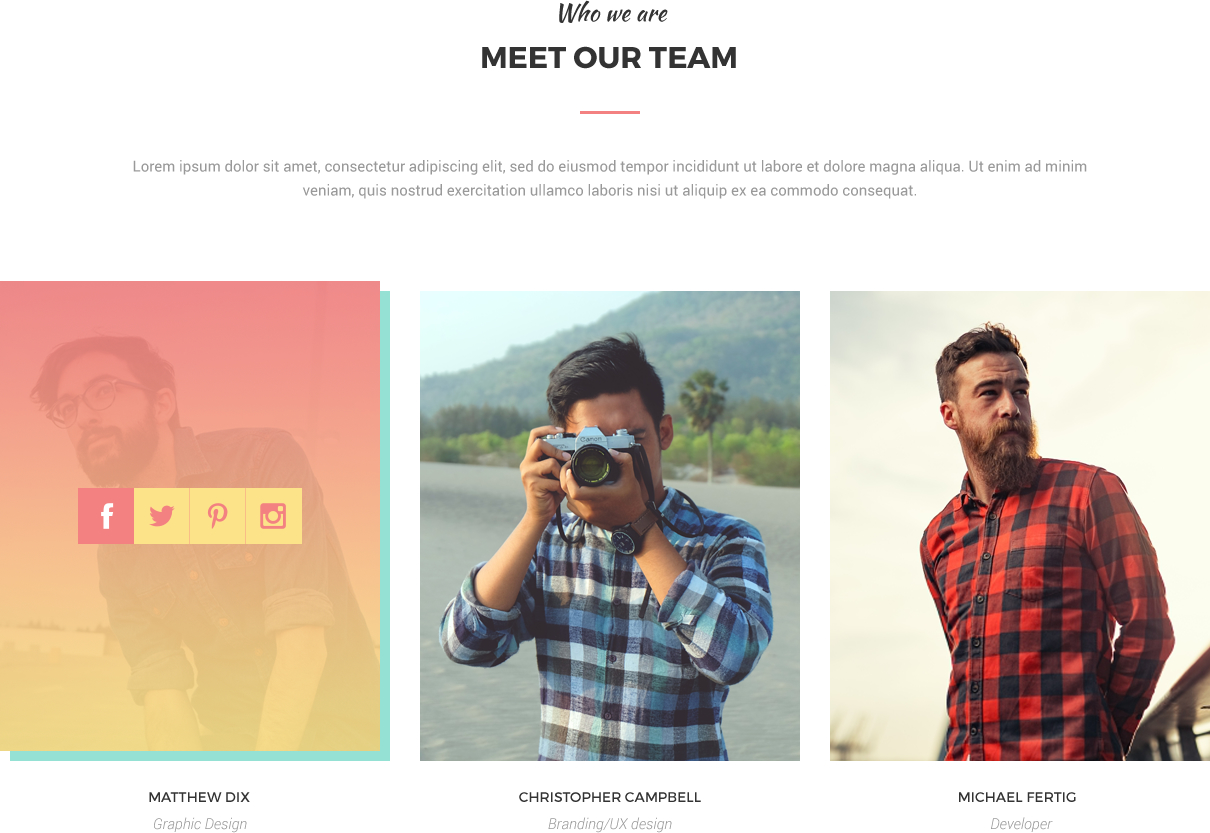 Who we are
MEET OUR TEAM
Lorem ipsum dolor sit amet, consectetur adipiscing elit, sed do eiusmod tempor incididunt ut labore et dolore magna aliqua. Ut enim ad minim
veniam, quis nostrud exercitation ullamco laboris nisi ut aliquip ex ea commodo consequat.
Canon
MATTHEW DIX
Graphic Design
CHRISTOPHER CAMPBELL
Branding/UX design
MICHAEL FERTIG
Developer